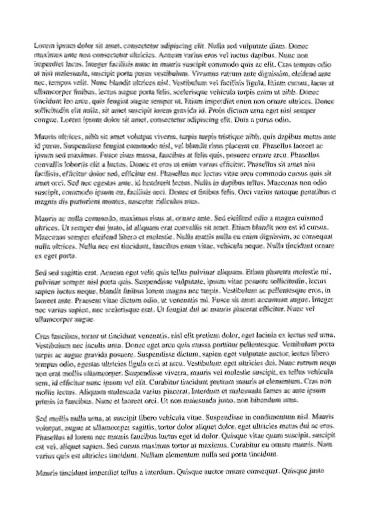 Lorem ipsum dolor sit amet, consectetur adipiscing elit. Nulla sed vulputate diam. Donec
maximus ante non consectetur ultricies. Aenean varius eros vel luctus dapibus. Nunc non
imperdiet lacus. Integer facilisis nunc in mauris suscipit commodo quis ac elit. Cras tempus odio
at nisi malesuada, suscipit porta purus vestibulum. Vivamus rutrum ante dignissim, eleifend ante
nec, tempus velit. Nunc blandit ultrices nisl. Vestibulum vel facilisis ligula. Etiam cursus, lacus at
ullamcorper finibus, lectus augue porta felis, scelerisque vehicula turpis enim ut nibh. Donec
tincidunt leo ante, quis feugiat augue semper ut. Etiam imperdiet enim non ornare ultrices. Donec
sollicitudin elit nulla, sit amet suscipit lorem gravida id. Proin dictum urna eget nisi semper
congue. Lorem ipsum dolor sit amet, consectetur adipiscing elit. Duis a purus odio.
Mauris ultrices, nibh sit amet volutpat viverra, turpis turpis tristique nibh, quis dapibus metus ante
id purus. Suspendisse feugiat commodo nisl, vel blandit risus placerat eu. Phasellus laoreet ac
ipsum sed maximus. Fusce risus massa, faucibus at felis quis, posuere ornare arcu. Phasellus
convallis lobortis elit a luctus. Donec et eros ut enim varius efficitur. Phasellus sit amet nisi
facilisis, efficitur dolor sed, efficitur est. Phasellus nec lectus vitae arcu commodo cursus quis sit
amet orci. Sed nec egestas ante, id hendrerit lectus. Nulla in dapibus tellus. Maecenas non odio
suscipit, commodo ipsum eu, facilisis orci. Donec et finibus felis. Orci varius natoque penatibus et
magnis dis parturient montes, nascetur ridiculus mus.
Mauris ac nulla commodo, maximus risus at, ornare ante. Sed eleifend odio a magna euismod
ultrices. Ut semper dui justo, id aliquam erat convallis sit amet. Etiam blandit non est id cursus.
Maecenas semper eleifend libero et molestie. Nulla mattis nulla eu enim dignissim, ac consequat
nulla ultrices. Nulla nec est tincidunt, faucibus enim vitae, vehicula neque. Nulla tincidunt ornare
ex eget porta.
Sed sed sagittis erat. Aenean eget velit quis tellus pulvinar aliquam. Etiam pharetra molestie mi,
pulvinar semper nisl porta quis. Suspendisse vulputate, ipsum vitae posuere sollicitudin, lectus
sapien luctus neque, blandit finibus lorem magna nec turpis. Vestibulum ac pellentesque eros, in
laoreet ante. Praesent vitae dictum odio, ut venenatis mi. Fusce sit amet accumsan augue. Integer
nec varius sapien, nec scelerisque erat. Ut feugiat dui ac mauris placerat efficitur. Nunc vel
ullamcorper augue.
Cras faucibus, tortor ut tincidunt venenatis, nisl elit pretium dolor, eget lacinia ex lectus sed urna.
Vestibulum nec iaculis urna. Donec eget arcu quis massa porttitor pellentesque. Vestibulum porta
turpis ac augue gravida posuere. Suspendisse dictum, sapien eget vulputate auctor, lectus libero
tempus odio, egestas ultricies ligula orci at arcu. Vestibulum eget ultricies dui. Nunc rutrum neque
non erat mollis ullamcorper. Suspendisse viverra, mauris vel molestie suscipit, ex tellus vehicula
sem, id efficitur nunc ipsum vel elit. Curabitur tincidunt pretium mauris at elementum. Cras non
mollis lectus. Aliquam malesuada varius placerat. Interdum et malesuada fames ac ante ipsum
primis in faucibus. Nunc et laoreet orci. Ut non malesuada justo, non bibendum urna.
Sed mollis nulla urna, at suscipit libero vehicula vitae. Suspendisse in condimentum nisl. Mauris
volutpat, augue at ullamcorper sagittis, tortor dolor aliquet dolor, eget ultricies metus dui ac eros.
Phasellus id lorem nec mauris faucibus luctus eget id dolor. Quisque vitae quam suscipit, suscipit
est vel, aliquet sapien. Sed cursus maximus tortor at maximus. Curabitur eu ornare mauris. Nam
varius quis est ultricies tincidunt. Nullam elementum nulla sed porta tincidunt.
Mauris tincidunt imperdiet tellus a interdum. Quisque auctor ornare consequat. Quisque justo